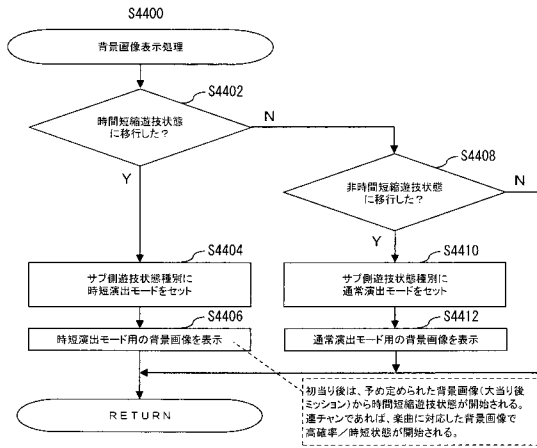 S4400
背景画像表示処理
S4402
時間短縮遊技状態
に移行した?
N
S4408
非時間短縮遊技状態
に移行した?
N
Y
Y
S4404
サブ側遊技状態種別に
時短演出モードをセット
S4410
サブ側遊技状態種別に
通常演出モードをセット
S4406
時短演出モード用の背景画像を表示
S4412
通常演出モード用の背景画像を表示
RETURN
初当り後は、予め定められた背景画像(大当り後
ミッション)から時間短縮遊技状態が開始される。
連チャンであれば、楽曲に対応した背景画像で
高確率/時短状態が開始される。